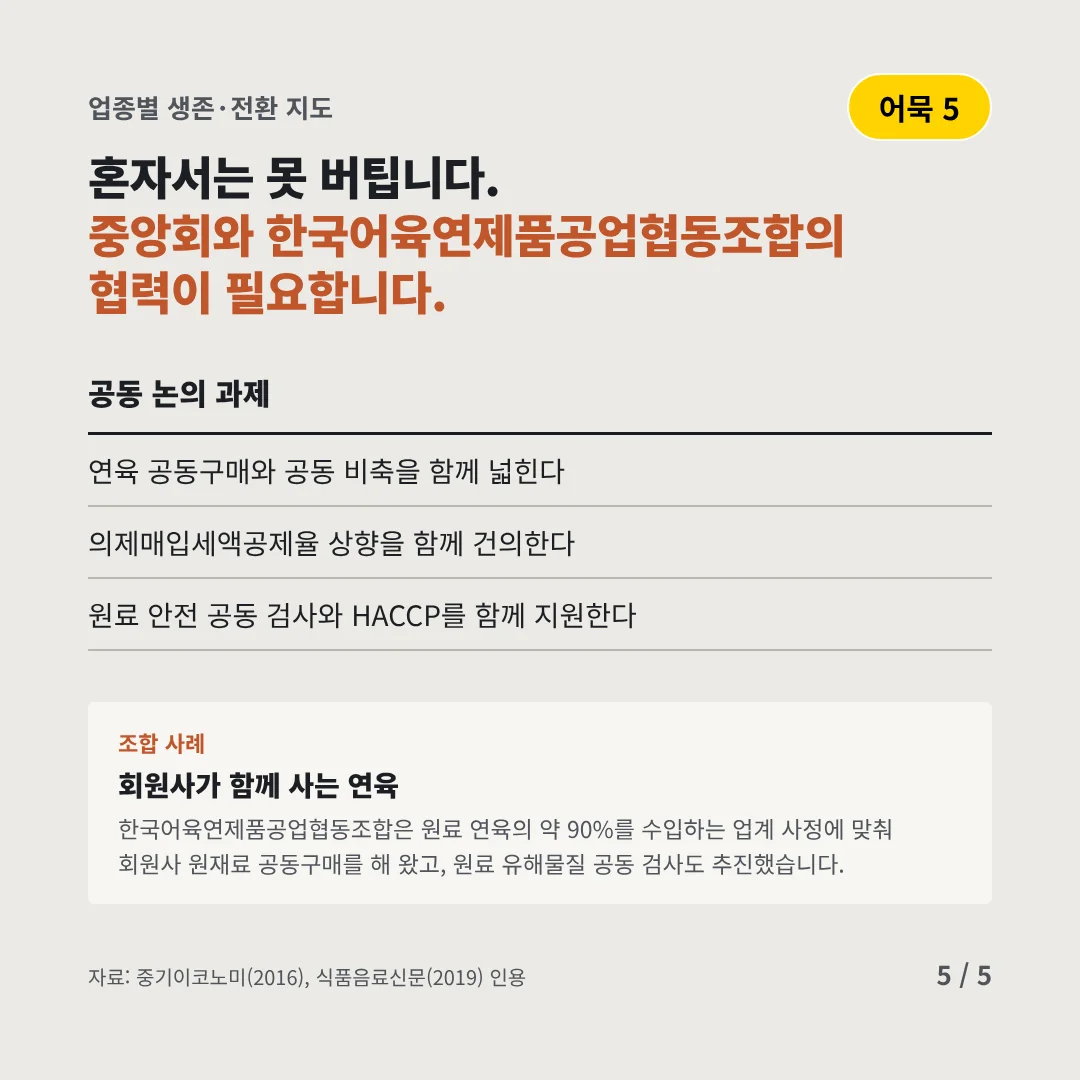 업종별 생존·전환 지도
어묵 5
혼자서는 못 버팁니다.
중앙회와 한국어육연제품공업협동조합의
협력이 필요합니다.
공동 논의 과제
연육 공동구매와 공동 비축을 함께 넓힌다
의제매입세액공제율 상향을 함께 건의한다
원료 안전 공동 검사와 HACCP를 함께 지원한다
조합 사례
회원사가 함께 사는 연육
한국어육연제품공업협동조합은 원료 연육의 약 90%를 수입하는 업계 사정에 맞춰
회원사 원재료 공동구매를 해 왔고, 원료 유해물질 공동 검사도 추진했습니다.
자료: 중기이코노미(2016), 식품음료신문(2019) 인용
5 / 5